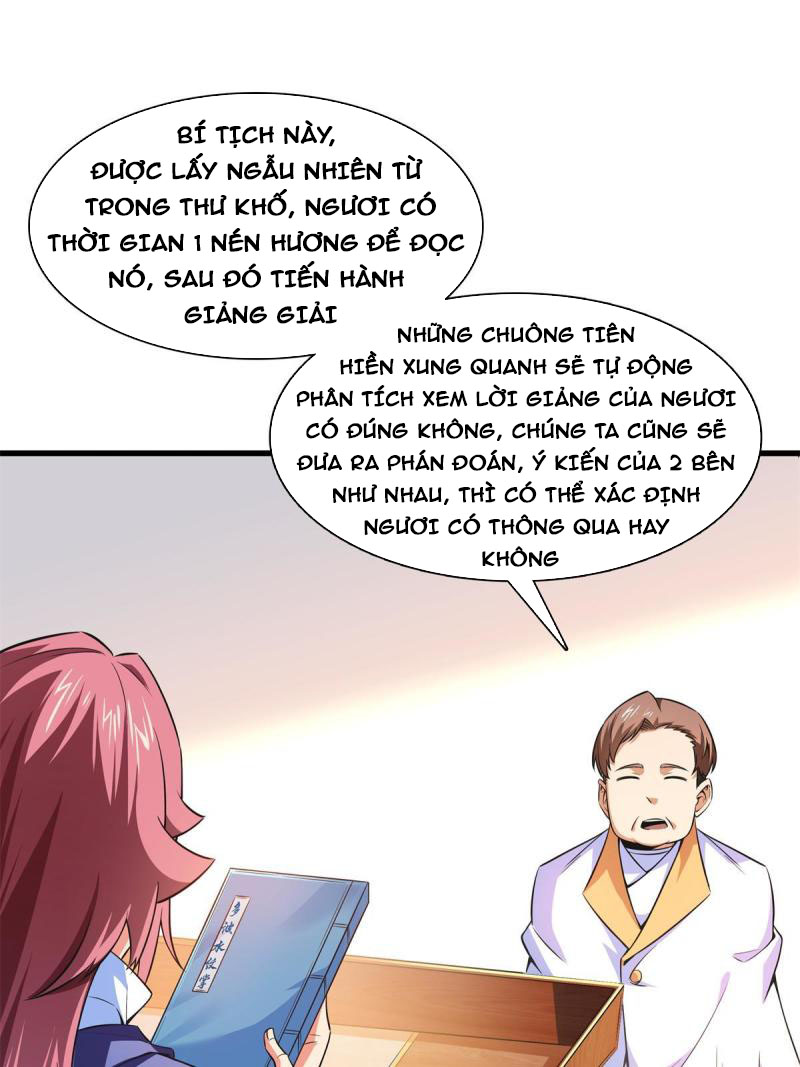 BÍ TỊCH NÀY,
ĐƯỢC LẤY NGẪU NHIÊN TỪ
TRONG THƯ KHỐ, NGƯƠI CÓ
THỜI GIAN 1 NÉN HƯƠNG ĐỂ ĐỌC
NÓ, SAU ĐÓ TIẾN HÀNH
GIẢNG GIẢI
NHỮNG CHUÔNG TIÊN
HIỀN XUNG QUANH SẼ TỰ ĐỘNG
PHÂN TÍCH XEM LỜI GIẢNG CỦA NGƯƠI
CÓ ĐÚNG KHÔNG, CHÚNG TA CŨNG SẼ
ĐƯA RA PHÁN ĐOÁN, Ý KIẾN CỦA 2 BÊN
NHƯ NHAU, THÌ CÓ THỂ XÁC ĐỊNH
NGƯƠI CÓ THÔNG QUA HAY
KHÔNG
多波水